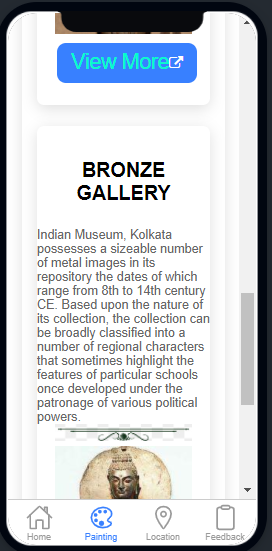 View More
BRONZE
GALLERY
Indian Museum, Kolkata
possesses a sizeable number
of metal images in its
repository the dates of which
range from 8th to 14th century
CE. Based upon the nature of
its collection, the collection can
be broadly classified into a
number of regional characters
that sometimes highlight the
features of particular schools
once developed under the
patronage of various political
powers.
Home
Painting
Location
Feedback